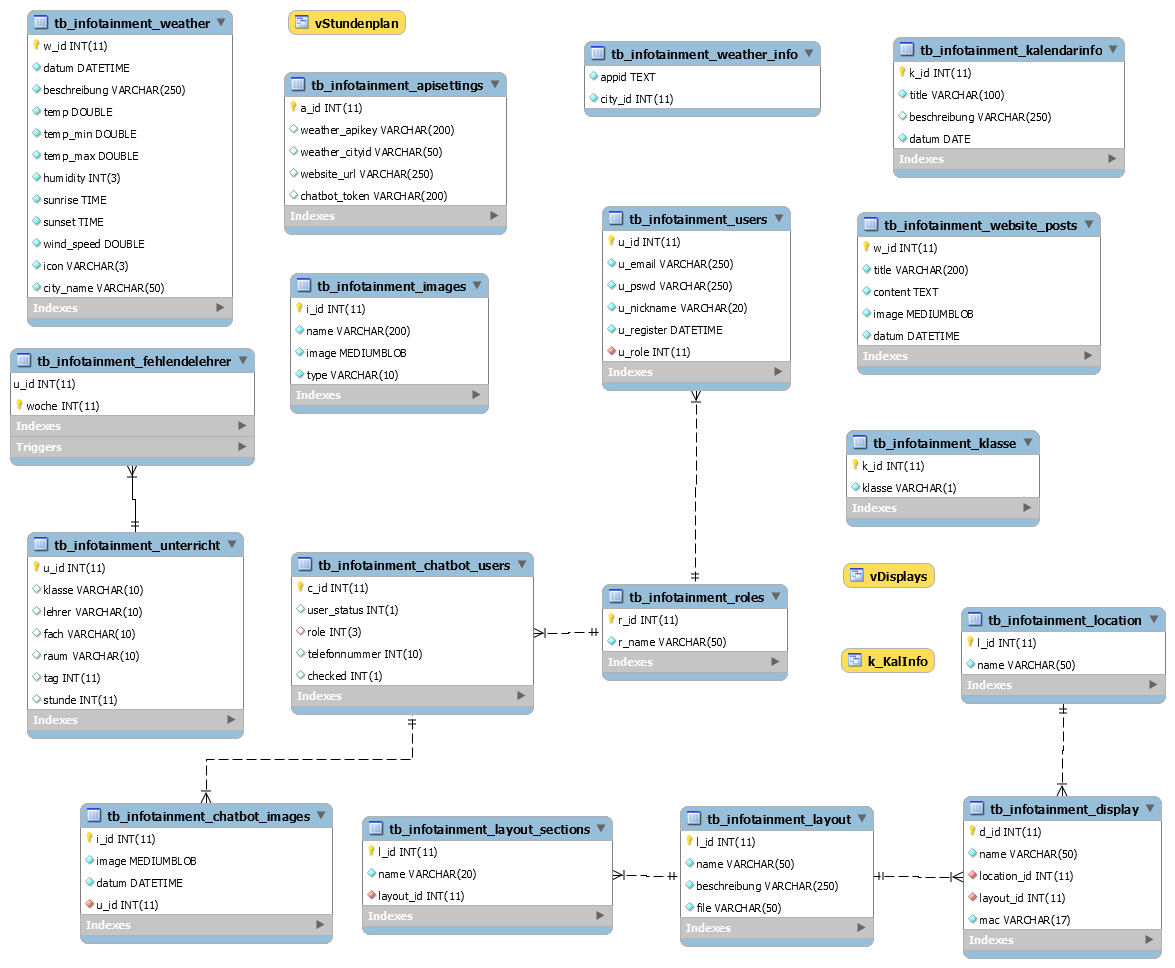 tb_infotainment_weather
w_id INT(11)
datum DATETIME
beschreibung VARCHAR(250)
temp DOUBLE
temp_min DOUBLE
temp_max DOUBLE
humidity INT(3)
sunrise TIME
sunset TIME
wind_speed DOUBLE
icon VARCHAR(3)
city_name VARCHAR(50)
Indexes
vStundenplan
tb_infotainment_apisettings
a_id INT(11)
weather_apikey VARCHAR(200)
weather_cityid VARCHAR(50)
website_url VARCHAR(250)
chatbot_token VARCHAR(200)
Indexes
tb_infotainment_weather_info
appid TEXT
city_id INT(11)
tb_infotainment_kalendarinfo
k_id INT(11)
title VARCHAR(100)
beschreibung VARCHAR(250)
datum DATE
Indexes
tb_infotainment_images
i_id INT(11)
name VARCHAR(200)
image MEDIUMBLOB
type VARCHAR(10)
Indexes
tb_infotainment_users
u_id INT(11)
u_email VARCHAR(250)
u_pswd VARCHAR(250)
u_nickname VARCHAR(20)
u_register DATETIME
u_role INT(11)
Indexes
tb_infotainment_website_posts
w_id INT(11)
title VARCHAR(200)
content TEXT
image MEDIUMBLOB
datum DATETIME
Indexes
tb_infotainment_fehlendelehrer
u_id INT(11)
woche INT(11)
Indexes
Triggers
tb_infotainment_klasse
k_id INT(11)
klasse VARCHAR(1)
Indexes
tb_infotainment_unterricht
u_id INT(11)
klasse VARCHAR(10)
lehrer VARCHAR(10)
fach VARCHAR(10)
raum VARCHAR(10)
tag INT(11)
stunde INT(11)
Indexes
tb_infotainment_chatbot_users
c_id INT(11)
user_status INT(1)
role INT(3)
telefonnummer INT(10)
checked INT(1)
Indexes
tb_infotainment_roles
r_id INT(11)
r_name VARCHAR(50)
Indexes
vDisplays
k_KalInfo
tb_infotainment_location
l_id INT(11)
name VARCHAR(50)
Indexes
tb_infotainment_chatbot_images
i_id INT(11)
image MEDIUMBLOB
datum DATETIME
u_id INT(11)
Indexes
tb_infotainment_layout_sections
l_id INT(11)
name VARCHAR(20)
layout_id INT(11)
Indexes
tb_infotainment_layout
l_id INT(11)
name VARCHAR(50)
beschreibung VARCHAR(250)
file VARCHAR(50)
Indexes
tb_infotainment_display
d_id INT(11)
name VARCHAR(50)
location_id INT(11)
layout_id INT(11)
mac VARCHAR(17)
Indexes